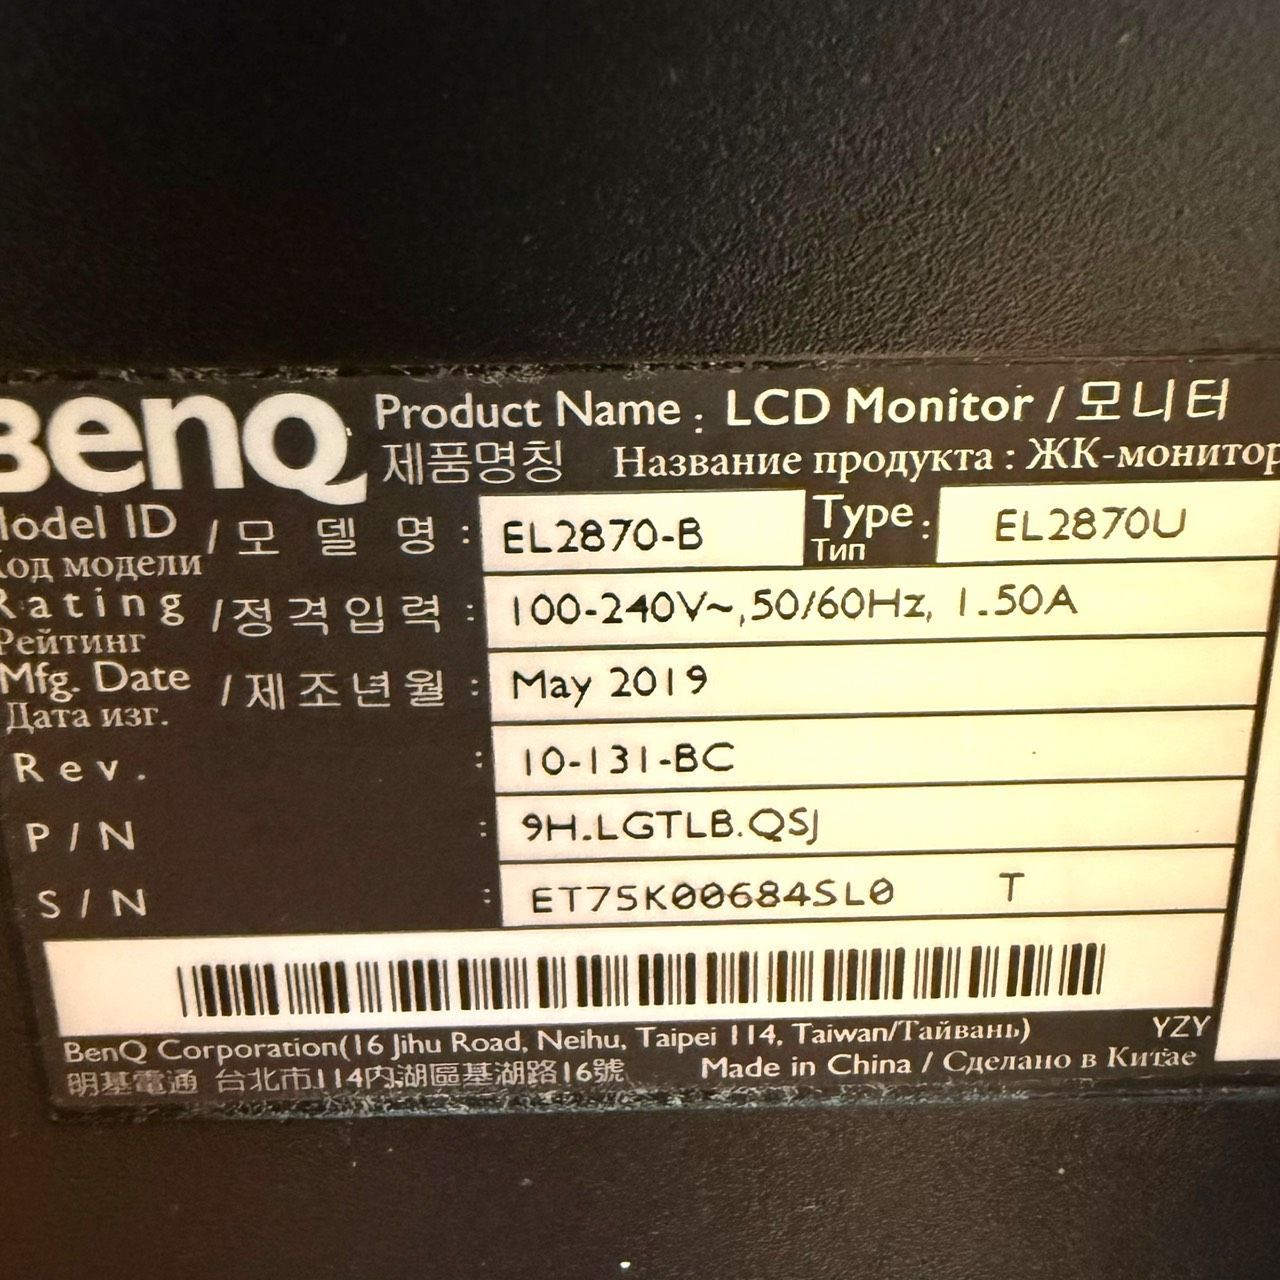 BenQ
Product Name : LCD Monitor / 모니터
제품명칭 Название продукта : ЖК-монитор
Model ID / 모 델 명 : EL2870-B Type : EL2870U
Код модели Тип
Rating / 정격입력 : 100-240V~,50/60Hz, 1.50A
Рейтинг
Mfg. Date / 제조년월 : May 2019
Дата изг.
Rev. : 10-131-BC
P/N : 9H.LGTLB.QSJ
S/N : ET75K00684SL0 T
BenQ Corporation(16 Jihu Road, Neihu, Taipei 114, Taiwan/Тайвань) YZY
明基電通 台北市114內湖區基湖路16號 Made in China / Сделано в Китае